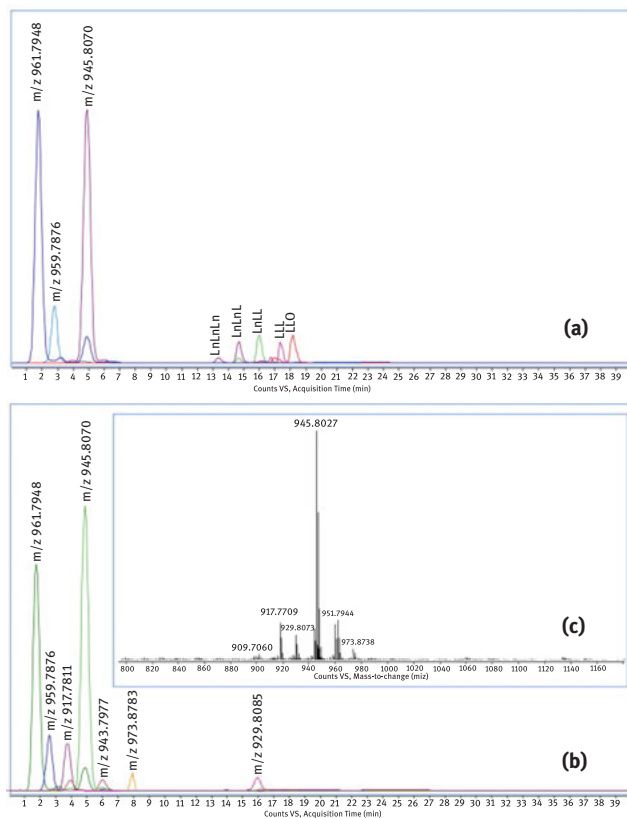 m/z 961.7948
m/z 959.7876
m/z 945.8070
LnLnLn
LnLnL
LnLL
LLL
LLO
(a)
1 2 3 4 5 6 7 8 9 10 11 12 13 14 15 16 17 18 19 20 21 22 23 24 25 26 27 28 29 30 31 32 33 34 35 36 37 38 39
Counts VS, Acquisition Time (min)
m/z 961.7948
m/z 959.7876
m/z 917.7811
m/z 945.8070
m/z 943.7977
m/z 973.8783
m/z 929.8085
945.8027
917.7709
929.8073
951.7944
909.7060
973.8738
(c)
800 820 840 860 880 900 920 940 960 980 1000 1020 1040 1060 1080 1100 1120 1140 1160
Counts VS, Mass-to-change (miz)
(b)
1 2 3 4 5 6 7 8 9 10 11 12 13 14 15 16 17 18 19 20 21 22 23 24 25 26 27 28 29 30 31 32 33 34 35 36 37 38 39
Counts VS, Acquisition Time (min)